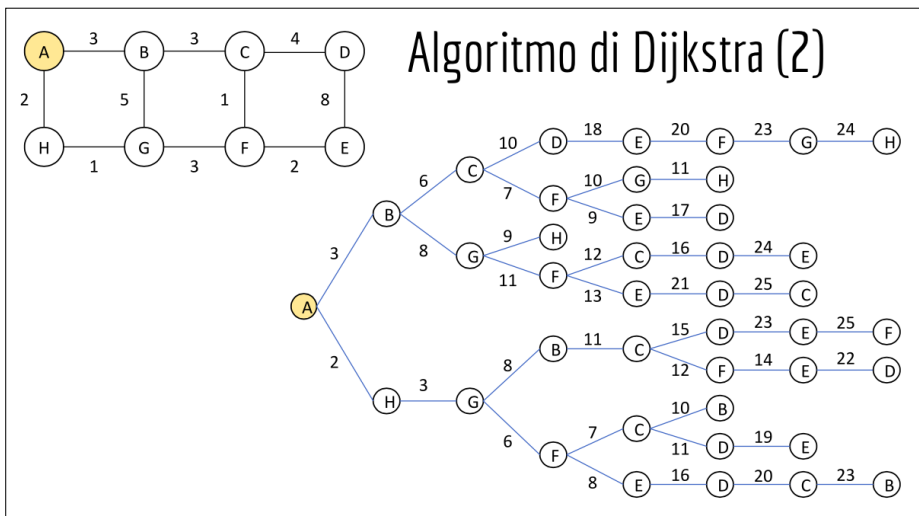 Algoritmo di Dijkstra (2)
A 3 B 3 C 4 D
2 5 1 8
H 1 G 3 F 2 E
10 D 18 E 20 F 23 G 24 H
6 C
7 F 10 G 11 H
9 E 17 D
3 B
8 G 9 H
11 F 12 C 16 D 24 E
13 E 21 D 25 C
A
2 H 3 G
8 B 11 C 15 D 23 E 25 F
12 F 14 E 22 D
6 F 7 C 10 B
11 D 19 E
8 E 16 D 20 C 23 B